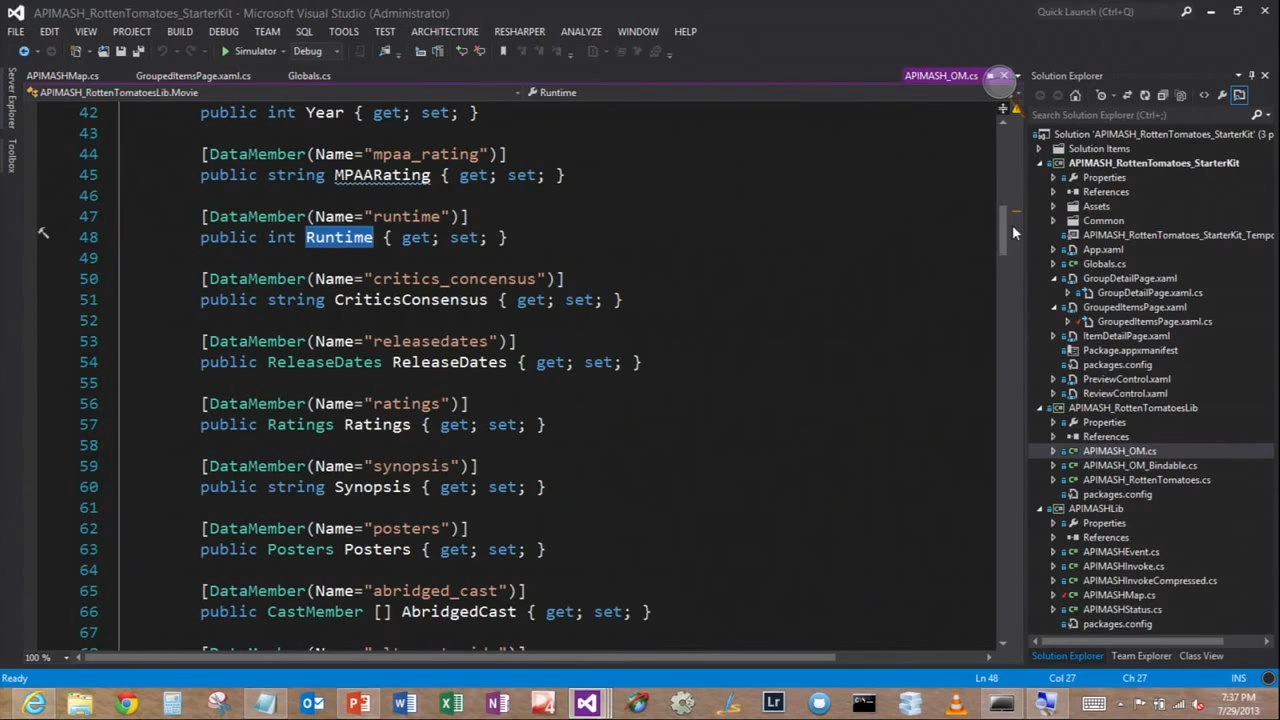 APIMASH_RottenTomatoes_StarterKit - Microsoft Visual Studio (Administrator)
Quick Launch (Ctrl+Q)
FILE EDIT VIEW PROJECT BUILD DEBUG TEAM SQL TOOLS TEST ARCHITECTURE RESHARPER ANALYZE WINDOW HELP
Simulator Debug
APIMASHMap.cs GroupedItemsPage.xaml.cs Globals.cs APIMASH_OM.cs
APIMASH_RottenTomatoesLib.Movie Runtime
Server Explorer
Toolbox
42 public int Year { get; set; }
43
44 [DataMember(Name="mpaa_rating")]
45 public string MPAARating { get; set; }
46
47 [DataMember(Name="runtime")]
48 public int Runtime { get; set; }
49
50 [DataMember(Name="critics_concensus")]
51 public string CriticsConsensus { get; set; }
52
53 [DataMember(Name="releasedates")]
54 public ReleaseDates ReleaseDates { get; set; }
55
56 [DataMember(Name="ratings")]
57 public Ratings Ratings { get; set; }
58
59 [DataMember(Name="synopsis")]
60 public string Synopsis { get; set; }
61
62 [DataMember(Name="posters")]
63 public Posters Posters { get; set; }
64
65 [DataMember(Name="abridged_cast")]
66 public CastMember [] AbridgedCast { get; set; }
67
100 %
Solution Explorer
Search Solution Explorer (Ctrl+;)
Solution 'APIMASH_RottenTomatoes_StarterKit' (3 p
Solution Items
APIMASH_RottenTomatoes_StarterKit
Properties
References
Assets
Common
APIMASH_RottenTomatoes_StarterKit_Tempo
App.xaml
Globals.cs
GroupDetailPage.xaml
GroupDetailPage.xaml.cs
GroupedItemsPage.xaml
GroupedItemsPage.xaml.cs
ItemDetailPage.xaml
Package.appxmanifest
packages.config
PreviewControl.xaml
ReviewControl.xaml
APIMASH_RottenTomatoesLib
Properties
References
APIMASH_OM.cs
APIMASH_OM_Bindable.cs
APIMASH_RottenTomatoes.cs
packages.config
APIMASHLib
Properties
References
APIMASHEvent.cs
APIMASHInvoke.cs
APIMASHInvokeCompressed.cs
APIMASHMap.cs
APIMASHStatus.cs
packages.config
Solution Explorer Team Explorer Class View
Ready Ln 48 Col 27 Ch 27 INS
Lr
7:37 PM
7/29/2013